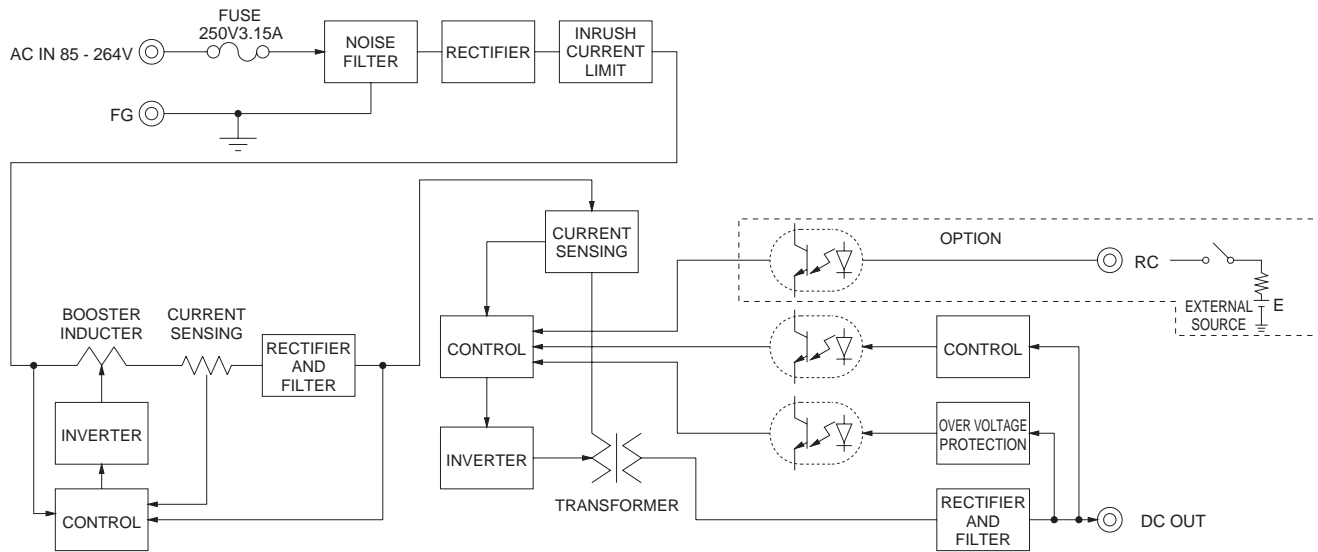 FUSE
250V3.15A
AC IN 85 - 264V
NOISE
FILTER
RECTIFIER
INRUSH
CURRENT
LIMIT
FG
CURRENT
SENSING
OPTION
RC
E
EXTERNAL
SOURCE
BOOSTER
INDUCTER
CURRENT
SENSING
RECTIFIER
AND
FILTER
CONTROL
CONTROL
INVERTER
INVERTER
OVER VOLTAGE
PROTECTION
TRANSFORMER
CONTROL
RECTIFIER
AND
FILTER
DC OUT